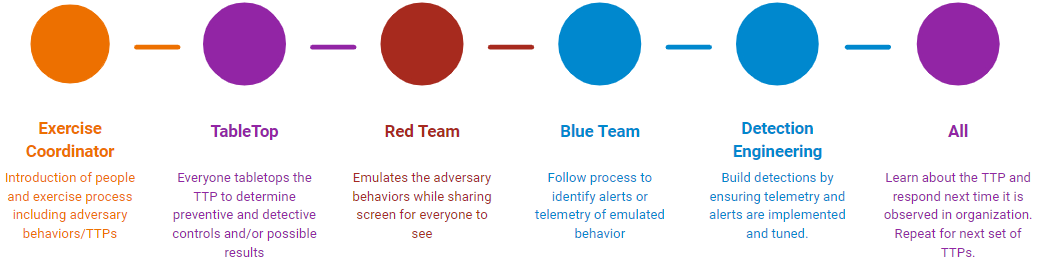 Exercise
Coordinator
Introduction of people
and exercise process
including adversary
behaviors/TTPs
TableTop
Everyone tabletops the
TTP to determine
preventive and detective
controls and/or possible
results
Red Team
Emulates the adversary
behaviors while sharing
screen for everyone to
see
Blue Team
Follow process to
identify alerts or
telemetry of emulated
behavior
Detection
Engineering
Build detections by
ensuring telemetry and
alerts are implemented
and tuned.
All
Learn about the TTP and
respond next time it is
observed in organization.
Repeat for next set of
TTPs.